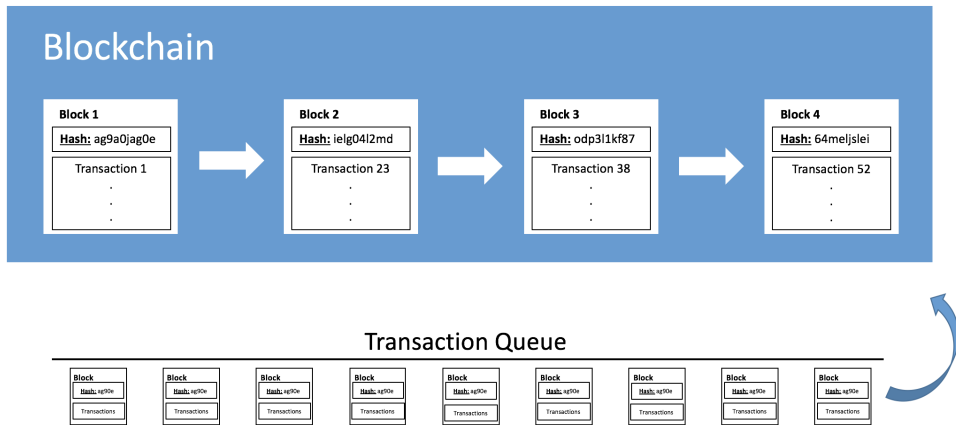 Blockchain
Block 1
Hash: ag9a0jag0e
Transaction 1
.
.
.
Block 2
Hash: ielg04l2md
Transaction 23
.
.
.
Block 3
Hash: odp3l1kf87
Transaction 38
.
.
.
Block 4
Hash: 64meljslei
Transaction 52
.
.
.
Transaction Queue
Block
Hash: ag90e
Transactions
Block
Hash: ag90e
Transactions
Block
Hash: ag90e
Transactions
Block
Hash: ag90e
Transactions
Block
Hash: ag90e
Transactions
Block
Hash: ag90e
Transactions
Block
Hash: ag90e
Transactions
Block
Hash: ag90e
Transactions
Block
Hash: ag90e
Transactions